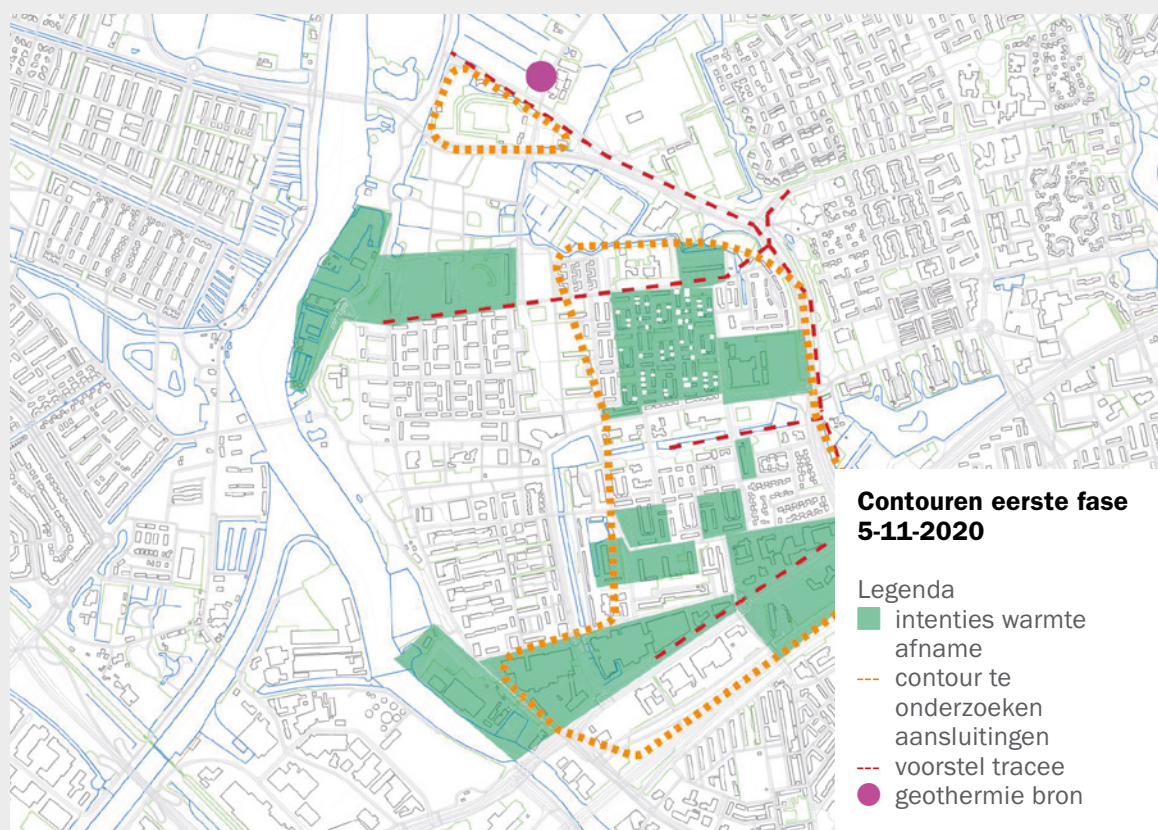 Contouren eerste fase
5-11-2020
Legenda
intenties warmte
afname
contour te
onderzoeken
aansluitingen
voorstel tracee
geothermie bron